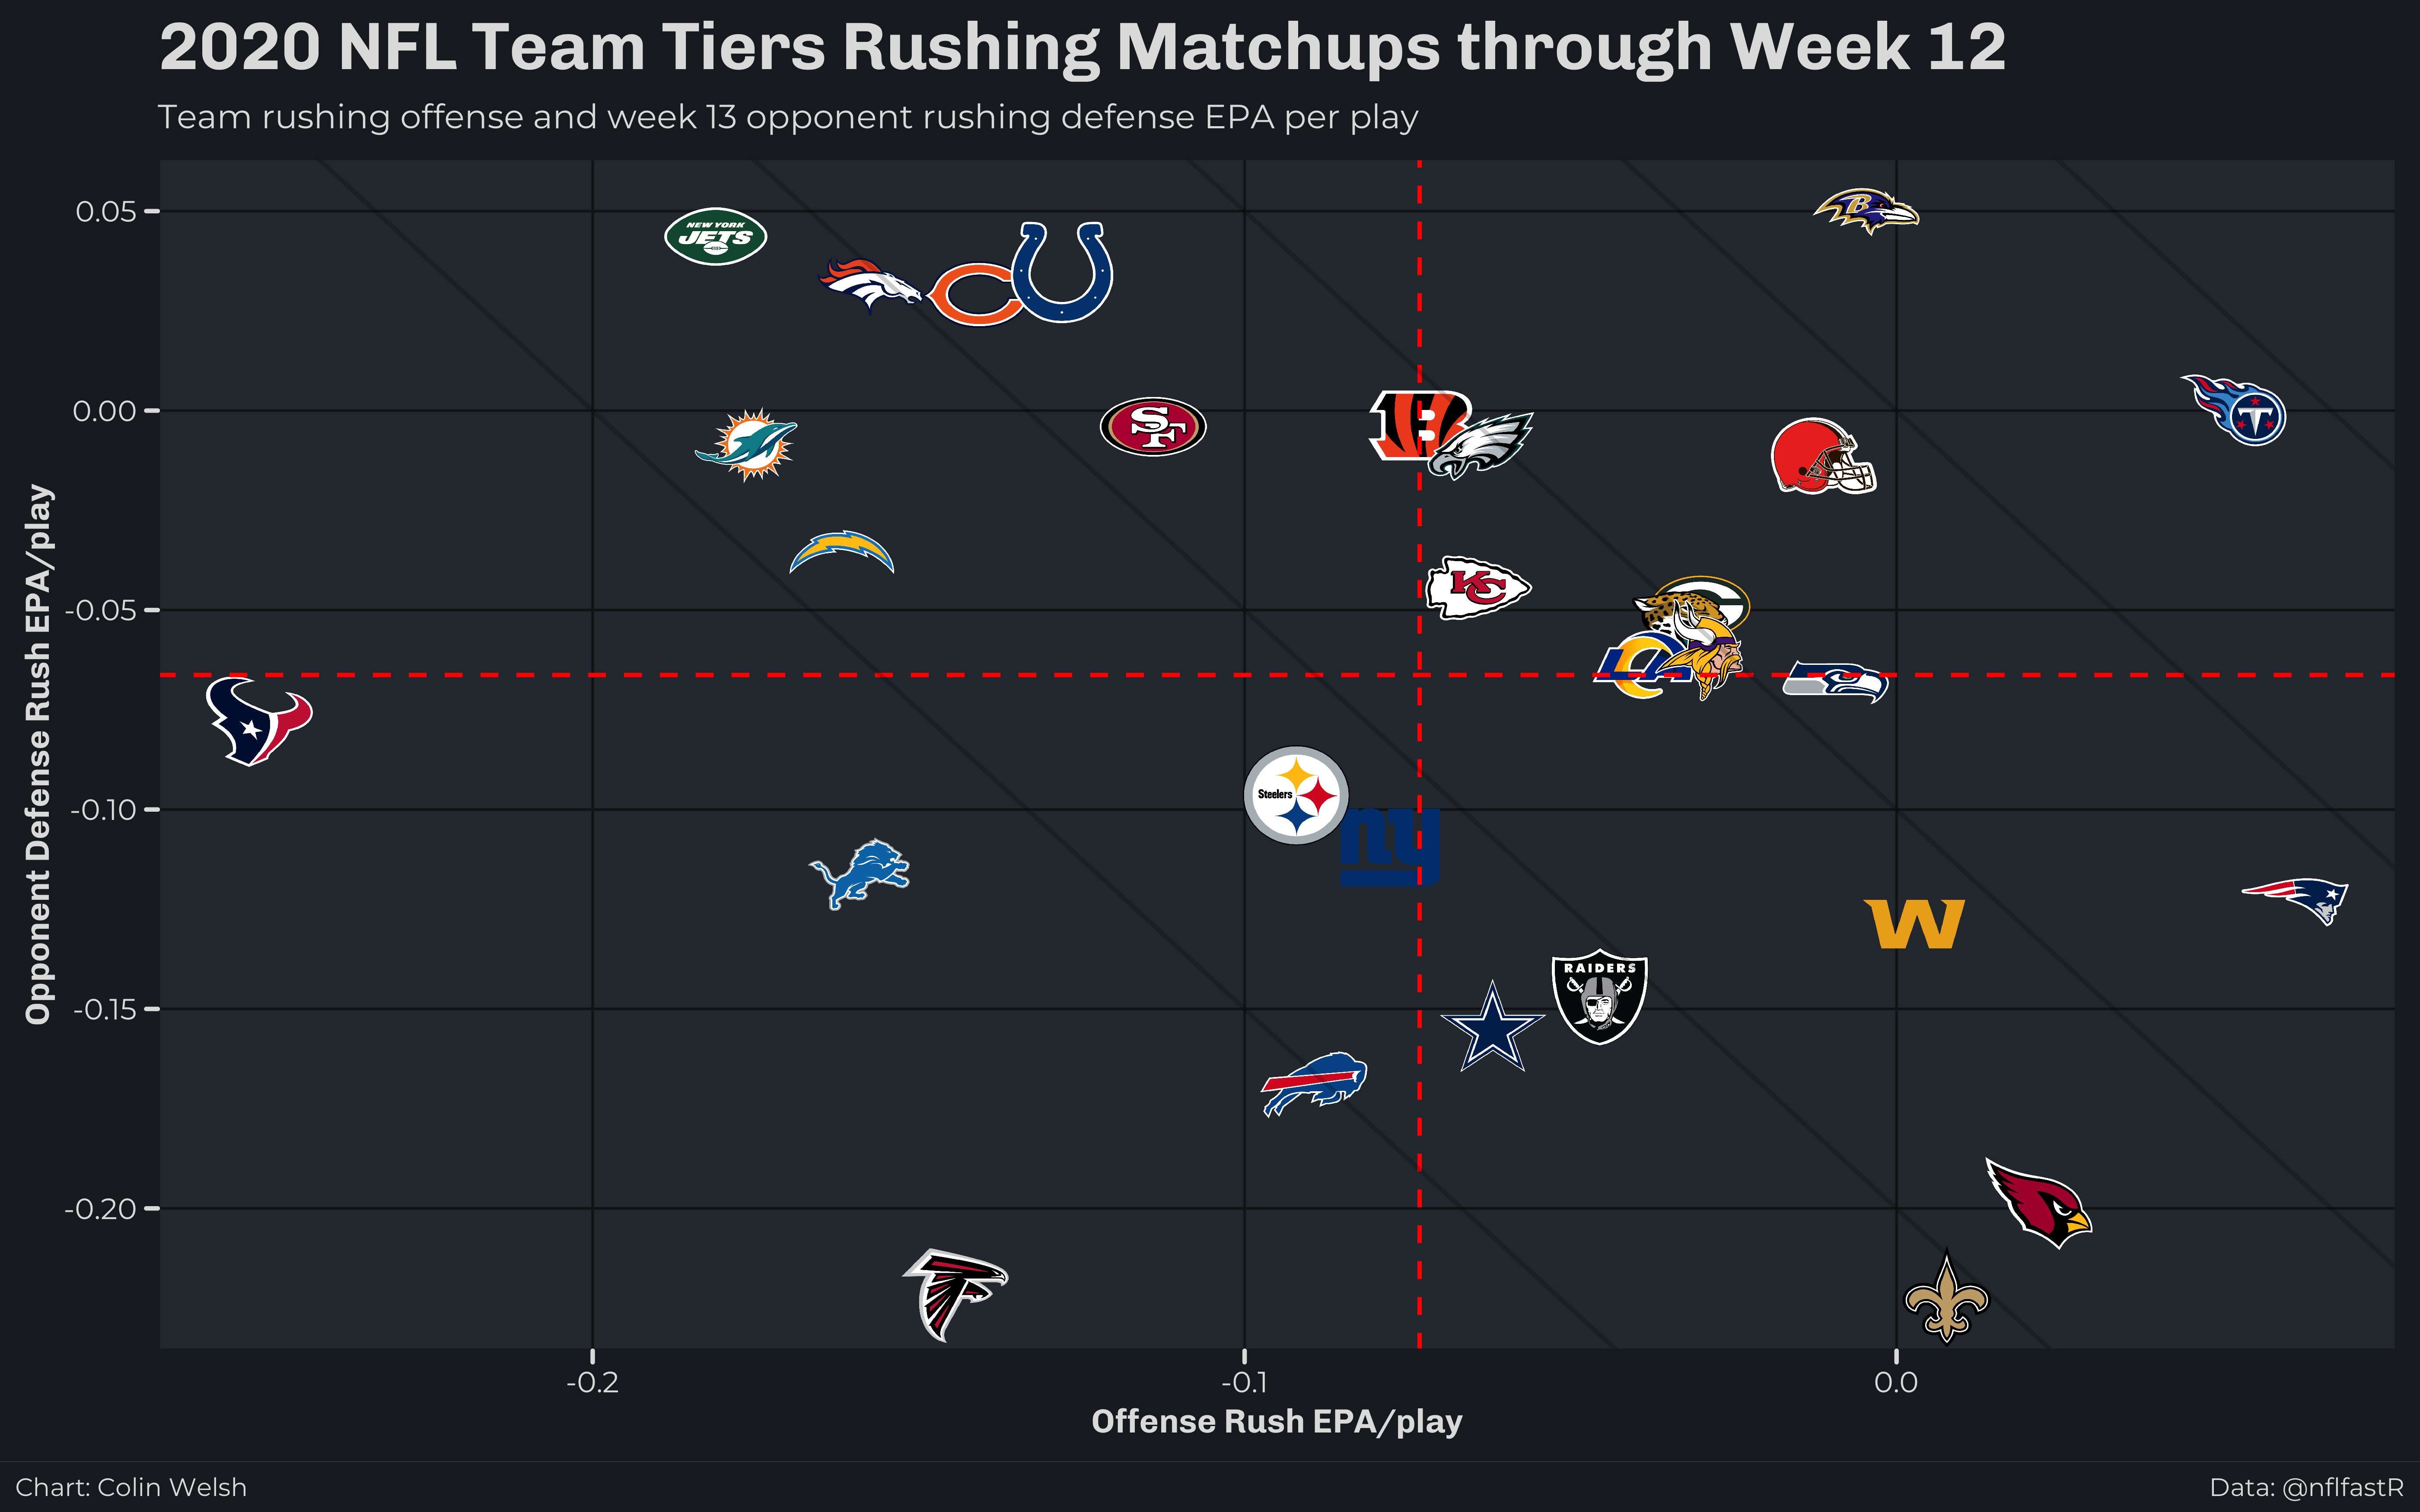 2020 NFL Team Tiers Rushing Matchups through Week 12
Team rushing offense and week 13 opponent rushing defense EPA per play
Opponent Defense Rush EPA/play
0.05
0.00
-0.05
-0.10
-0.15
-0.20
NEW YORK
JETS
B
SF
B
T
KC
Steelers
ny
W
RAIDERS
-0.2
-0.1
0.0
Offense Rush EPA/play
Chart: Colin Welsh
Data: @nflfastR